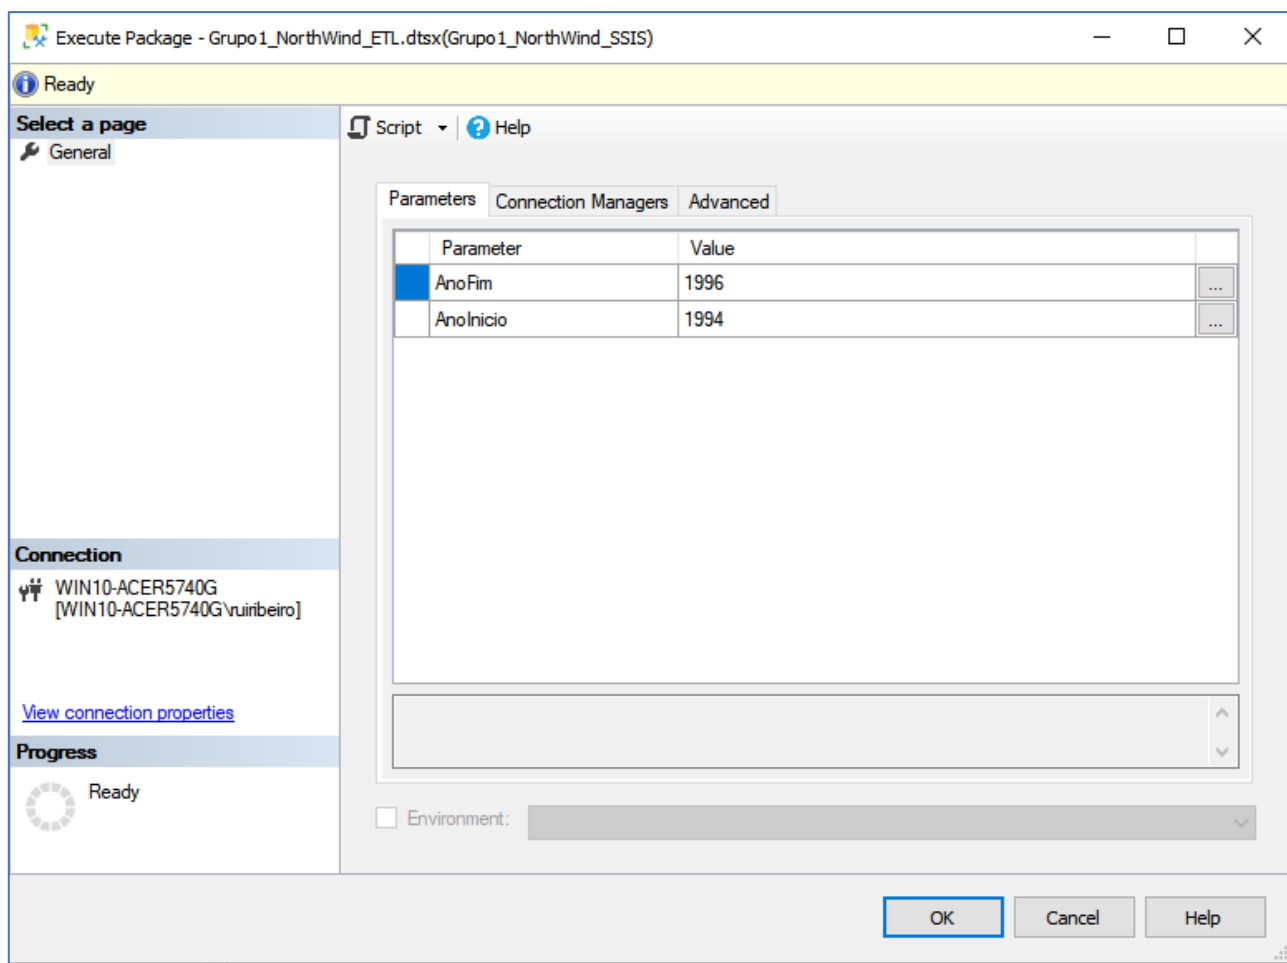 Execute Package - Grupo1_NorthWind_ETL.dtsx(Grupo1_NorthWind_SSIS)
Ready
Select a page
General
Script
Help
Parameters
Connection Managers
Advanced
Parameter Value
AnoFim 1996 ...
AnoInicio 1994 ...
Connection
WIN10-ACER5740G
[WIN10-ACER5740G\ruiribeiro]
View connection properties
Progress
Ready
Environment:
OK
Cancel
Help